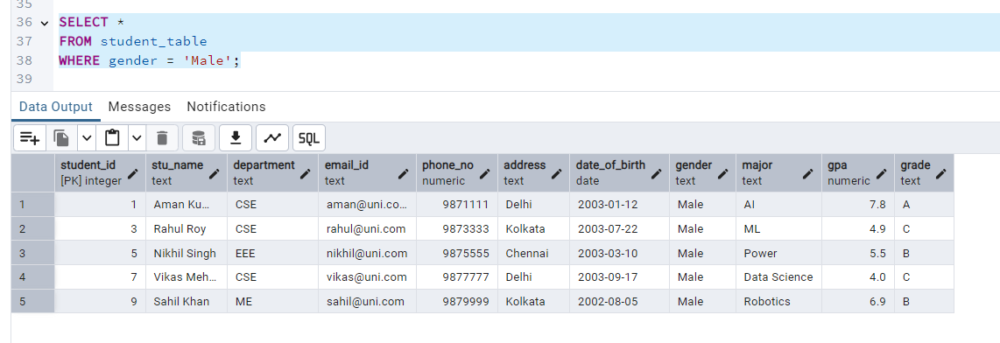 35
36 SELECT *
37 FROM student_table
38 WHERE gender = 'Male';
39
Data Output Messages Notifications
SQL
student_id stu_name department email_id phone_no address date_of_birth gender major gpa grade
[PK] integer text text text numeric text date text text numeric text
1 1 Aman Ku... CSE aman@uni.co... 9871111 Delhi 2003-01-12 Male AI 7.8 A
2 3 Rahul Roy CSE rahul@uni.com 9873333 Kolkata 2003-07-22 Male ML 4.9 C
3 5 Nikhil Singh EEE nikhil@uni.com 9875555 Chennai 2003-03-10 Male Power 5.5 B
4 7 Vikas Meh... CSE vikas@uni.com 9877777 Delhi 2003-09-17 Male Data Science 4.0 C
5 9 Sahil Khan ME sahil@uni.com 9879999 Kolkata 2002-08-05 Male Robotics 6.9 B